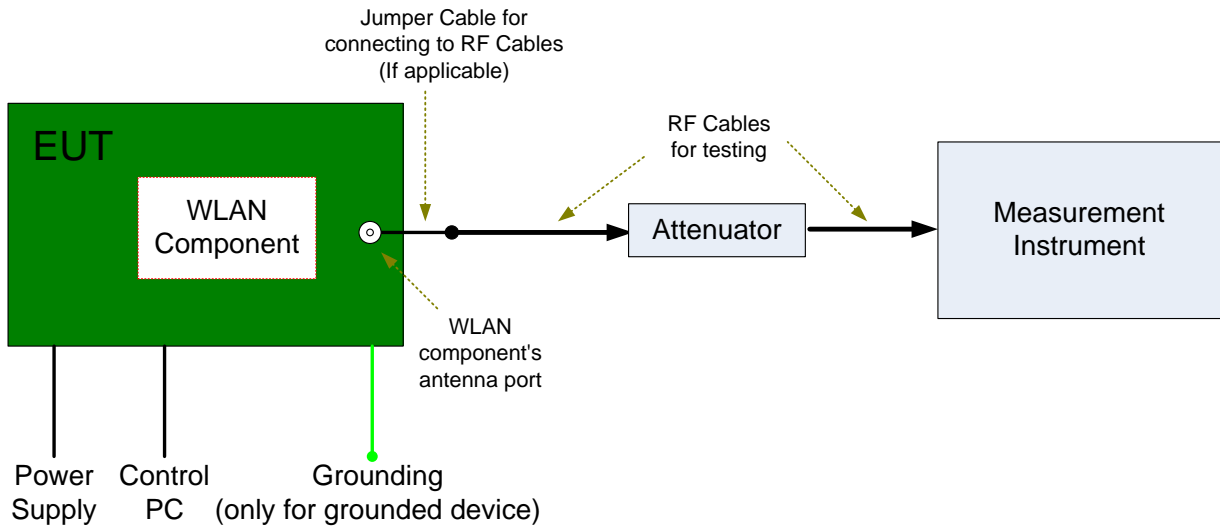 Jumper Cable for
connecting to RF Cables
(If applicable)
EUT
WLAN
Component
RF Cables
for testing
Attenuator
Measurement
Instrument
WLAN
component's
antenna port
Power
Supply
Control
PC
Grounding
(only for grounded device)